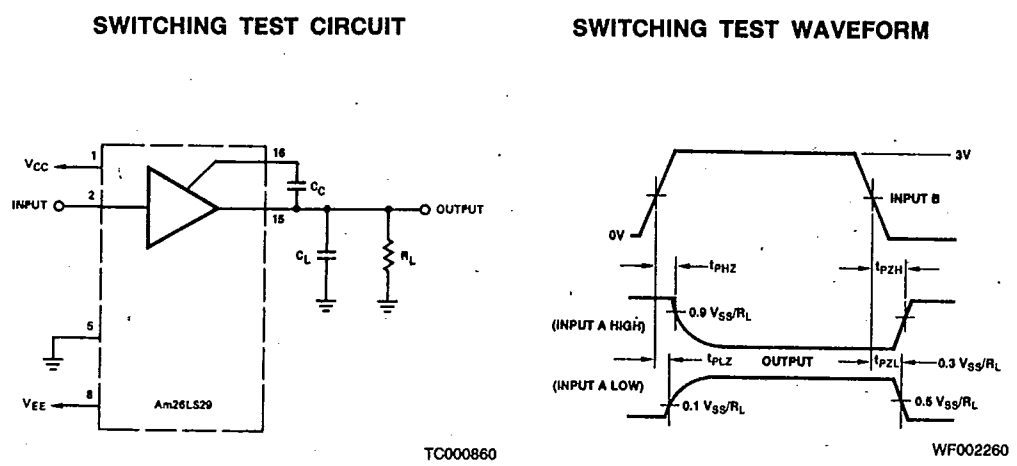 SWITCHING TEST CIRCUIT
1
VCC
INPUT
2
16
CC
15
OUTPUT
CL
RL
5
VEE
8
Am26LS29
TC000860
SWITCHING TEST WAVEFORM
3V
INPUT B
0V
tPHZ
tPZH
(INPUT A HIGH)
0.9 VSS/RL
tPLZ
OUTPUT
tPZL
0.3 VSS/RL
(INPUT A LOW)
0.1 VSS/RL
0.5 VSS/RL
WF002260